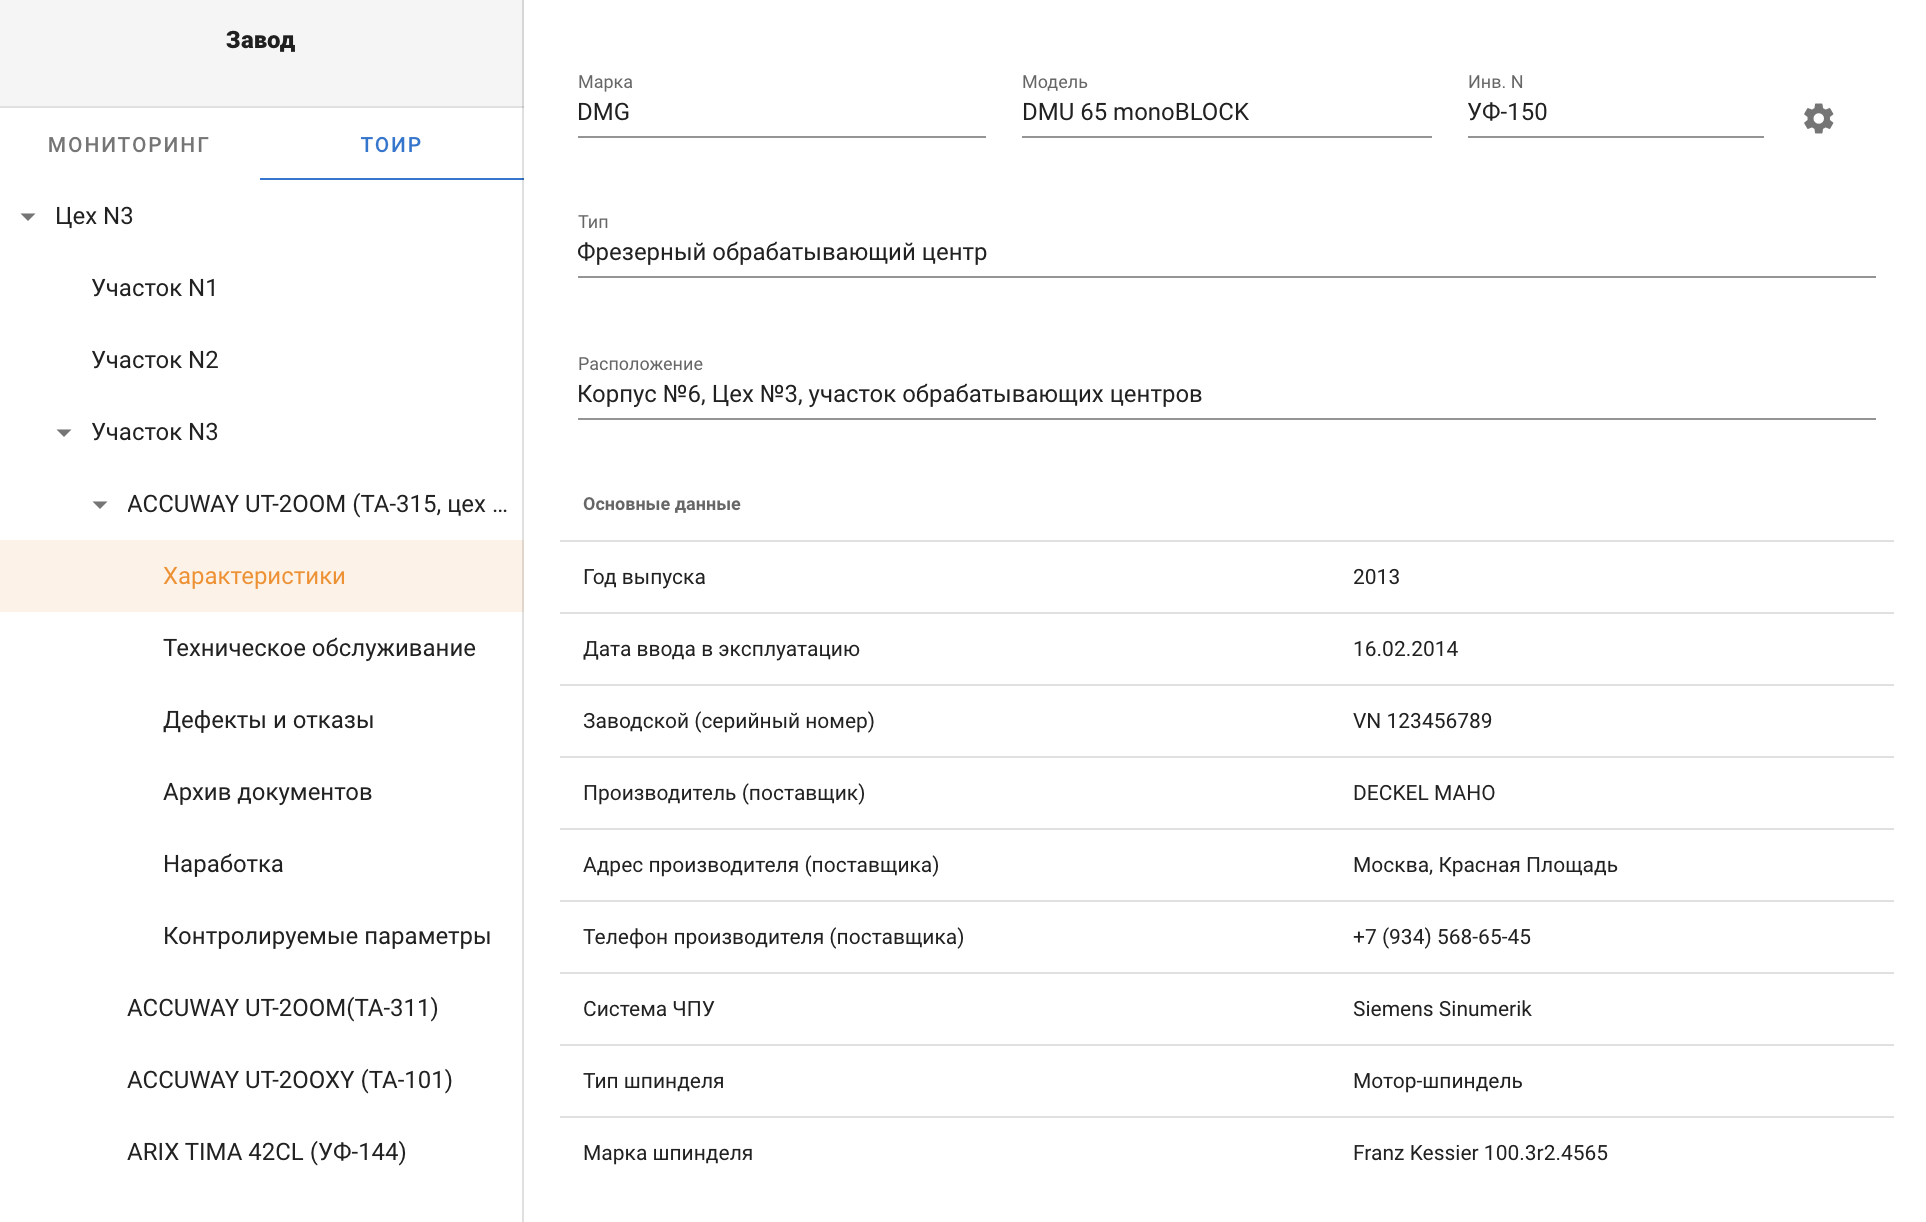 Завод
МОНИТОРИНГ
ТОИР
Цех N3
Участок N1
Участок N2
Участок N3
ACCUWAY UT-2OOM (TA-315, цех ...
Характеристики
Техническое обслуживание
Дефекты и отказы
Архив документов
Наработка
Контролируемые параметры
ACCUWAY UT-2OOM(TA-311)
ACCUWAY UT-2OOXY (TA-101)
ARIX TIMA 42CL (УФ-144)
Марка
DMG
Модель
DMU 65 monoBLOCK
Инв. N
УФ-150
Тип
Фрезерный обрабатывающий центр
Расположение
Корпус №6, Цех №3, участок обрабатывающих центров
Основные данные
Год выпуска 2013
Дата ввода в эксплуатацию 16.02.2014
Заводской (серийный номер) VN 123456789
Производитель (поставщик) DECKEL MAHO
Адрес производителя (поставщика) Москва, Красная Площадь
Телефон производителя (поставщика) +7 (934) 568-65-45
Система ЧПУ Siemens Sinumerik
Тип шпинделя Мотор-шпиндель
Марка шпинделя Franz Kessier 100.3r2.4565